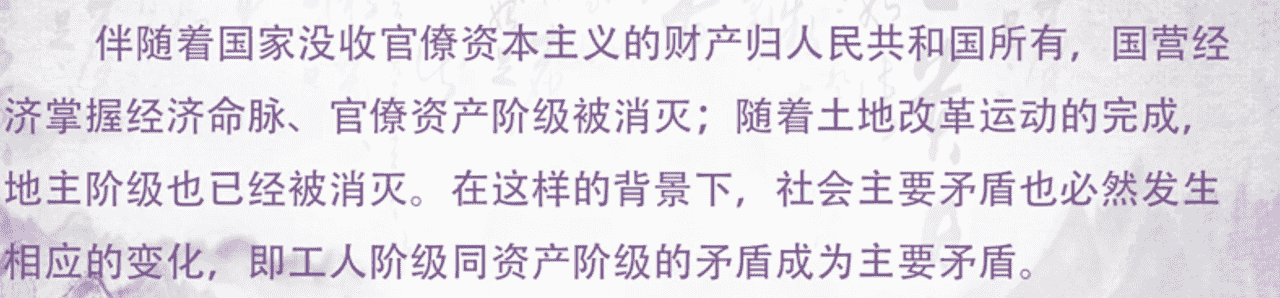 伴随着国家没收官僚资本主义的财产归人民共和国所有，国营经
济掌握经济命脉、官僚资产阶级被消灭；随着土地改革运动的完成，
地主阶级也已经被消灭。在这样的背景下，社会主要矛盾也必然发生
相应的变化，即工人阶级同资产阶级的矛盾成为主要矛盾。